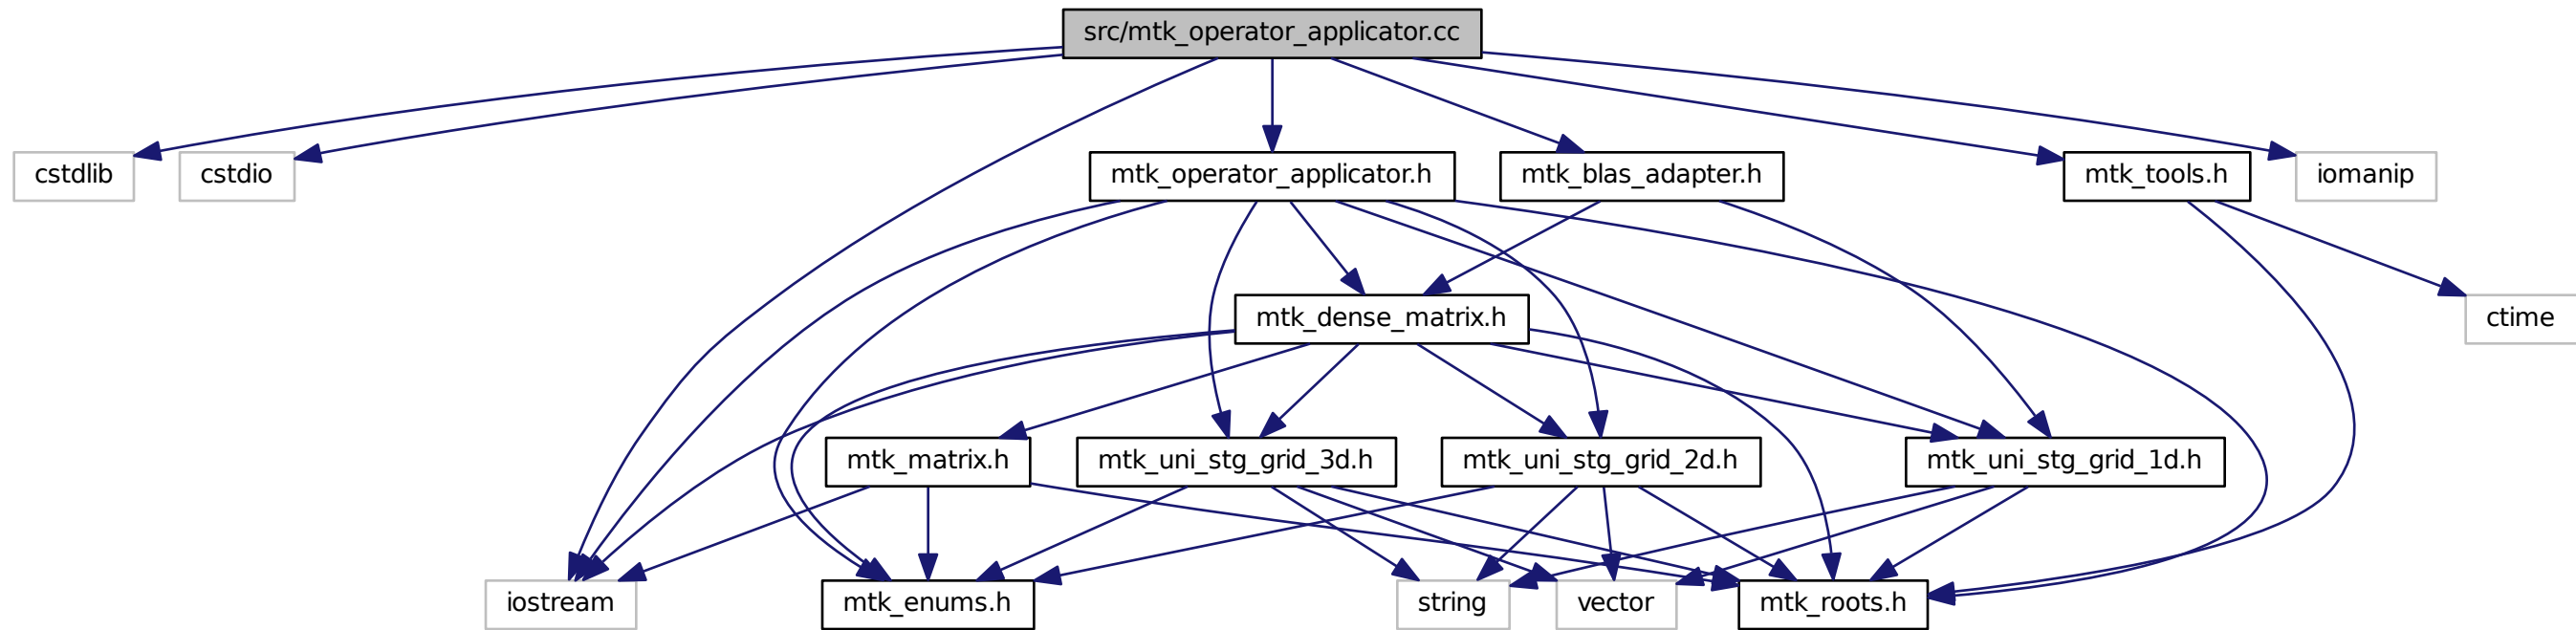 src/mtk_operator_applicator.cc
cstdlib
cstdio
mtk_operator_applicator.h
mtk_blas_adapter.h
mtk_tools.h
iomanip
mtk_dense_matrix.h
ctime
mtk_matrix.h
mtk_uni_stg_grid_3d.h
mtk_uni_stg_grid_2d.h
mtk_uni_stg_grid_1d.h
iostream
mtk_enums.h
string
vector
mtk_roots.h